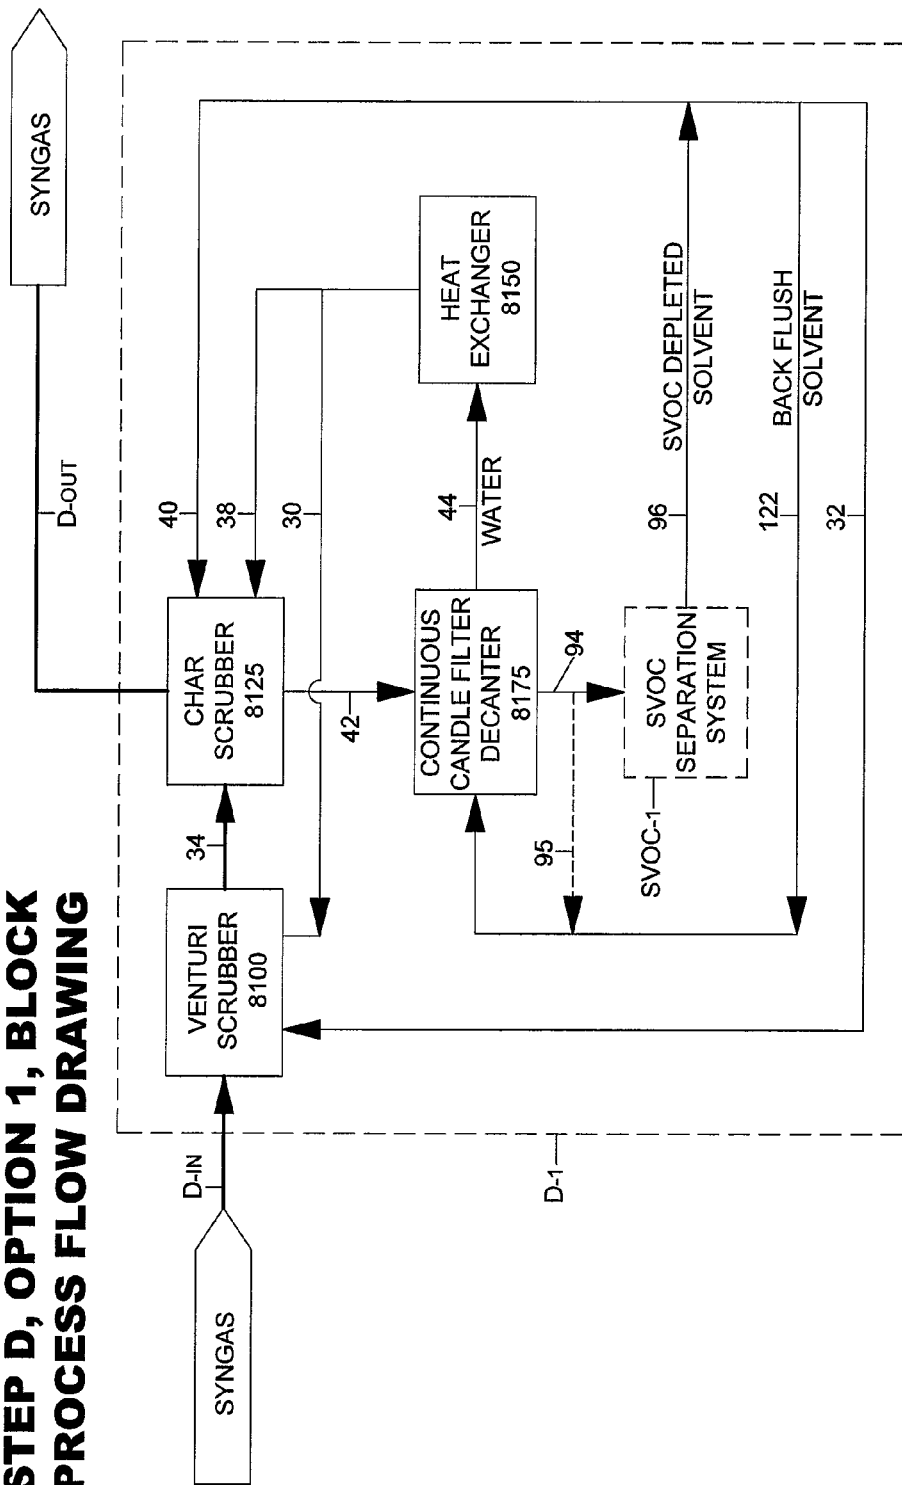 STEP D, OPTION 1, BLOCK
PROCESS FLOW DRAWING
SYNGAS
D-IN
D-1
VENTURI
SCRUBBER
8100
34
CHAR
SCRUBBER
8125
D-OUT
SYNGAS
40
38
30
42
CONTINUOUS
CANDLE FILTER
DECANTER
8175
44
WATER
HEAT
EXCHANGER
8150
94
95
SVOC-1
SVOC
SEPARATION
SYSTEM
96
SVOC DEPLETED
SOLVENT
122
BACK FLUSH
SOLVENT
32